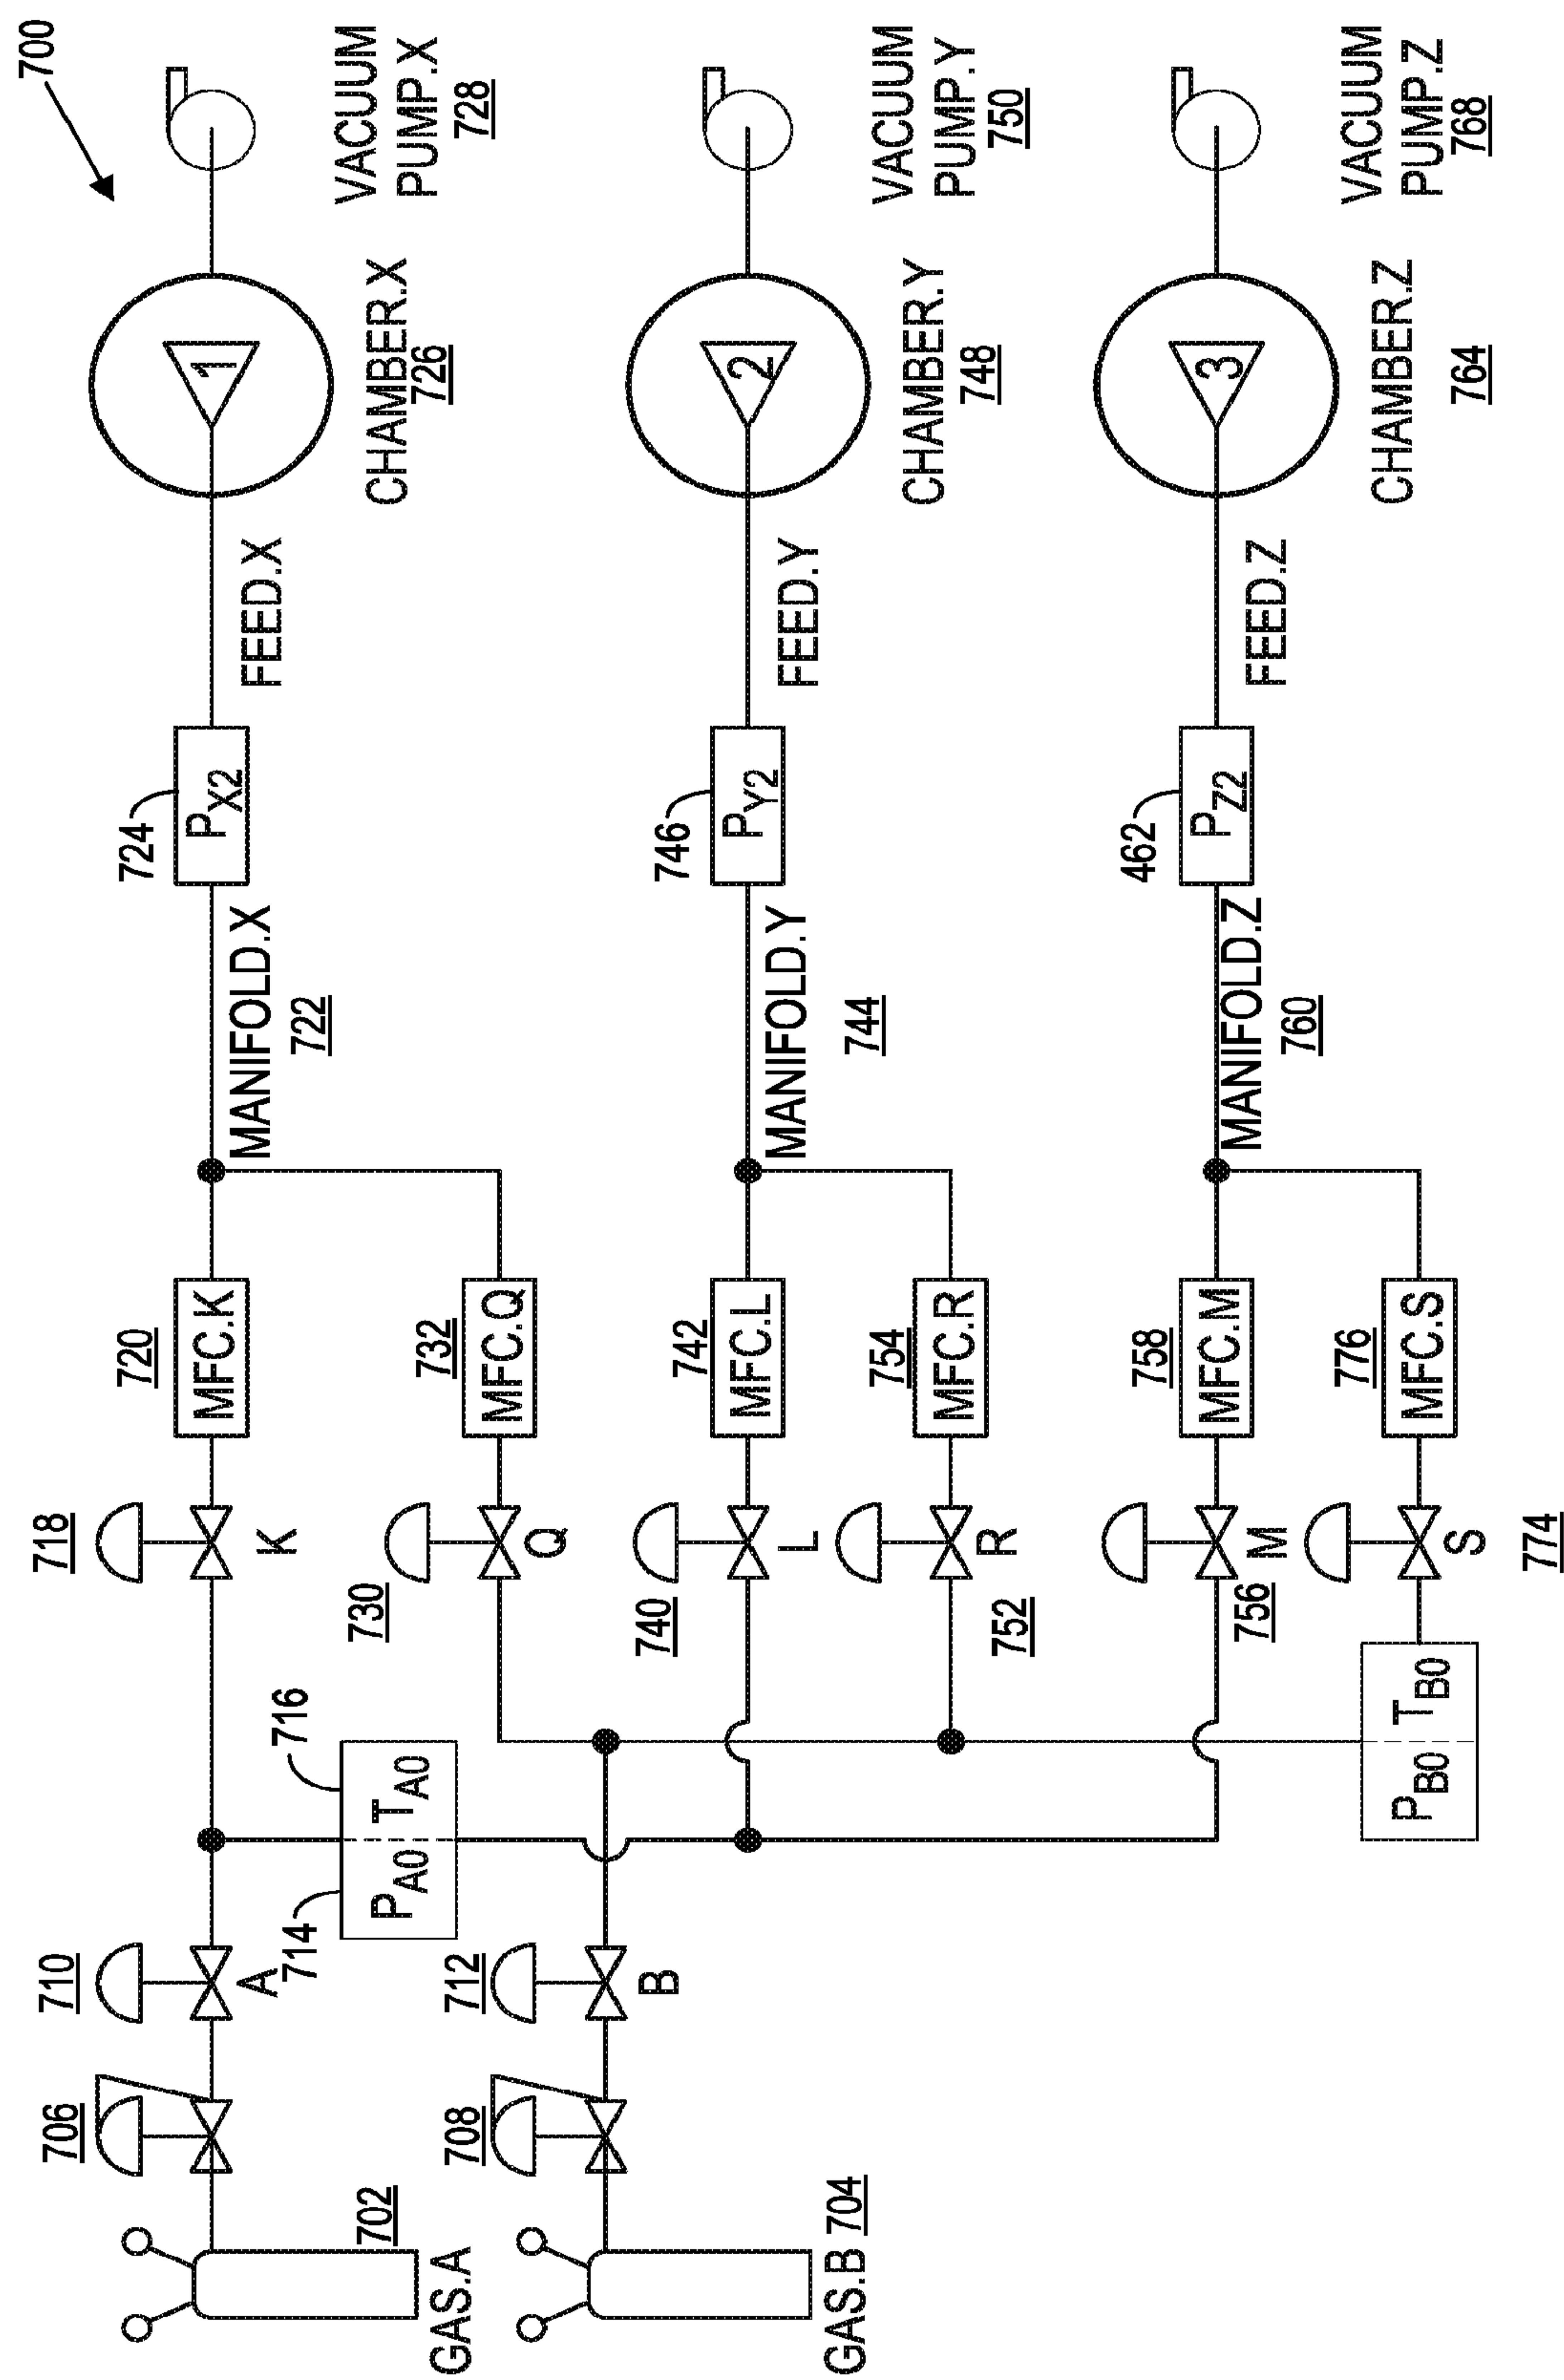 700
VACUUM
PUMP.X
728
CHAMBER.X
726
1
FEED.X
724
PX2
MANIFOLD.X
722
720
MFC.K
718
K
732
MFC.Q
730
Q
710
A
714
716
PA0 TA0
706
702
GAS.A
VACUUM
PUMP.Y
750
CHAMBER.Y
748
2
FEED.Y
746
PY2
MANIFOLD.Y
744
742
MFC.L
740
L
754
MFC.R
752
R
712
B
708
704
GAS.B
VACUUM
PUMP.Z
768
CHAMBER.Z
764
3
FEED.Z
462
PZ2
MANIFOLD.Z
760
758
MFC.M
756
M
776
MFC.S
774
S
PB0 TB0